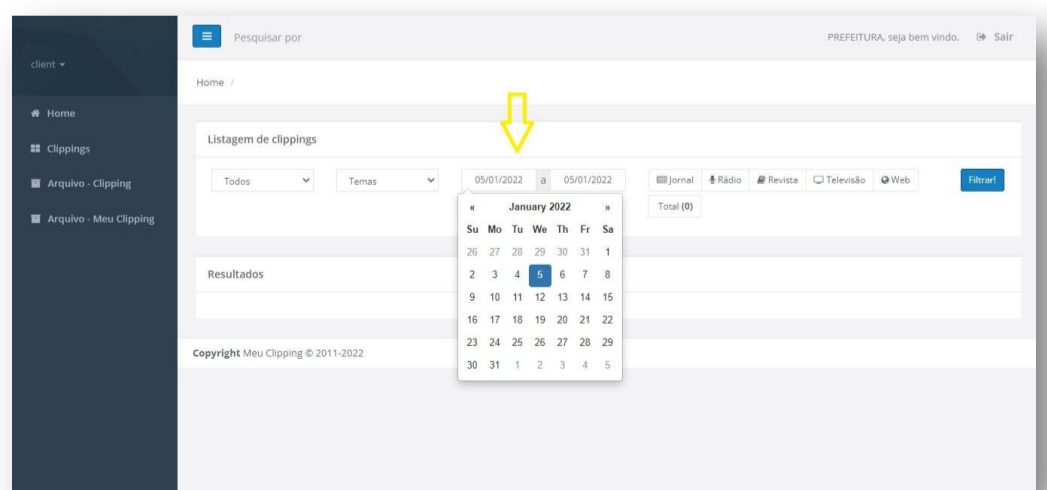 Pesquisar por
PREFEITURA, seja bem vindo. Sair
client
Home /
Home
Clippings
Arquivo - Clipping
Arquivo - Meu Clipping
Listagem de clippings
Todos Temas 05/01/2022 a 05/01/2022 Jornal Rádio Revista Televisão Web Filtrar!
Total (0)
« January 2022 »
Su Mo Tu We Th Fr Sa
26 27 28 29 30 31 1
2 3 4 5 6 7 8
9 10 11 12 13 14 15
16 17 18 19 20 21 22
23 24 25 26 27 28 29
30 31 1 2 3 4 5
Resultados
Copyright Meu Clipping © 2011-2022